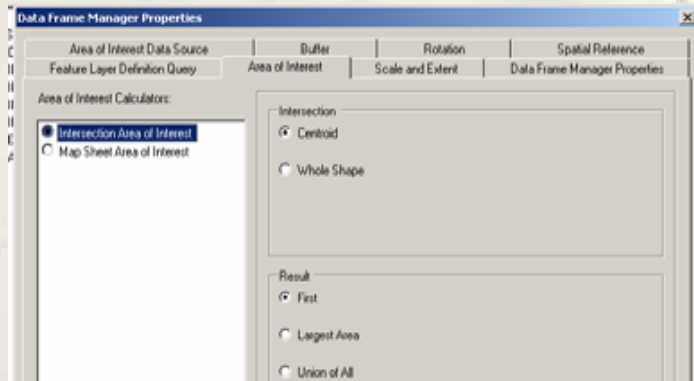 Data Frame Manager Properties
Area of Interest Data Source Buffer Rotation Spatial Reference
Feature Layer Definition Query Area of Interest Scale and Extent Data Frame Manager Properties
Area of Interest Calculators:
Intersection Area of Interest
Map Sheet Area of Interest
Intersection
Centroid
Whole Shape
Result
First
Largest Area
Union of All